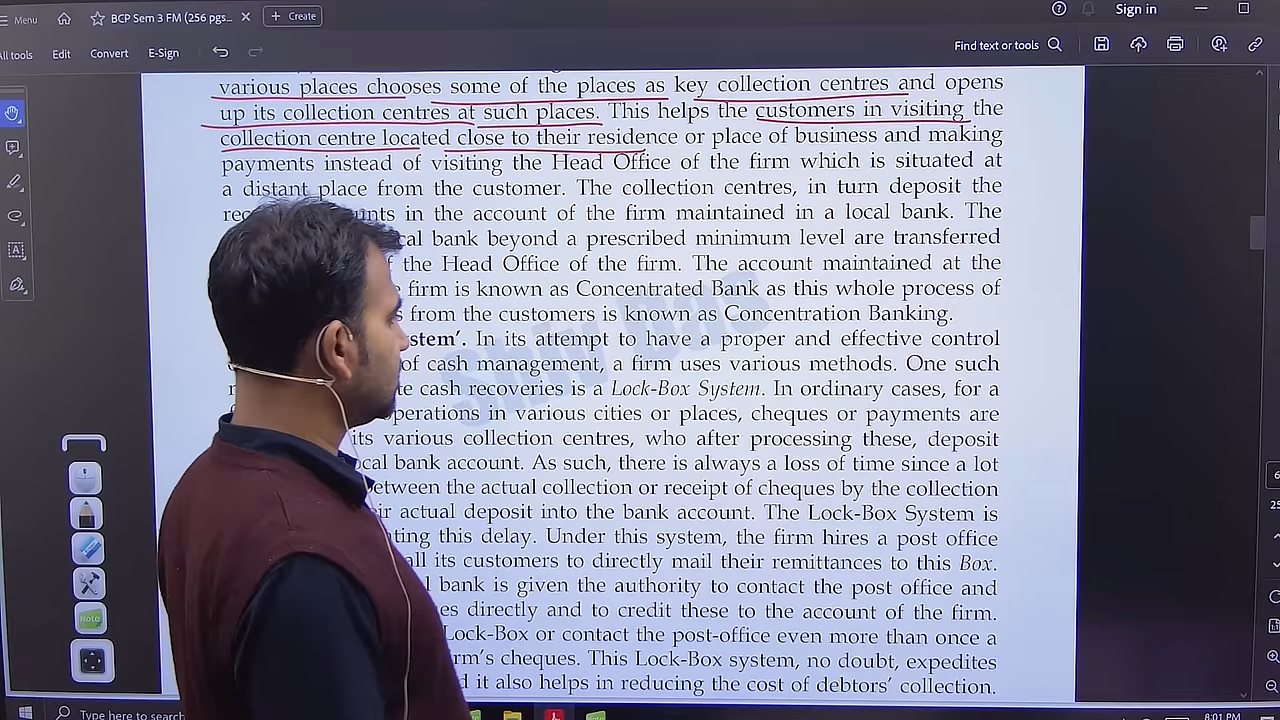 Menu
BCP Sem 3 FM (256 pgs...
+ Create
Sign in
All tools Edit Convert E-Sign
Find text or tools
various places chooses some of the places as key collection centres and opens
up its collection centres at such places. This helps the customers in visiting the
collection centre located close to their residence or place of business and making
payments instead of visiting the Head Office of the firm which is situated at
a distant place from the customer. The collection centres, in turn deposit the
in the account of the firm maintained in a local bank. The
bank beyond a prescribed minimum level are transferred
the Head Office of the firm. The account maintained at the
firm is known as Concentrated Bank as this whole process of
from the customers is known as Concentration Banking.
stem’. In its attempt to have a proper and effective control
of cash management, a firm uses various methods. One such
cash recoveries is a Lock-Box System. In ordinary cases, for a
operations in various cities or places, cheques or payments are
its various collection centres, who after processing these, deposit
bank account. As such, there is always a loss of time since a lot
between the actual collection or receipt of cheques by the collection
actual deposit into the bank account. The Lock-Box System is
this delay. Under this system, the firm hires a post office
all its customers to directly mail their remittances to this Box.
bank is given the authority to contact the post office and
directly and to credit these to the account of the firm.
Lock-Box or contact the post-office even more than once a
cheques. This Lock-Box system, no doubt, expedites
it also helps in reducing the cost of debtors’ collection.
NOTE
Type here to search
8:01 PM